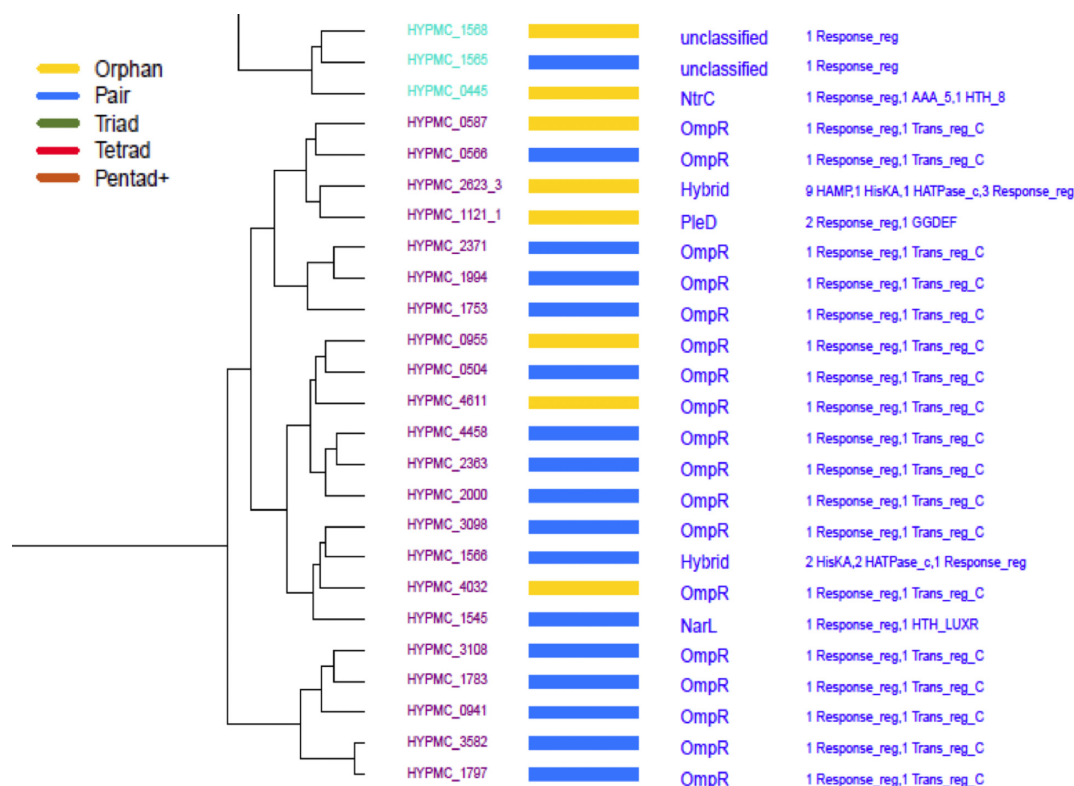 Orphan
Pair
Triad
Tetrad
Pentad+
HYPMC_1568 unclassified 1 Response_reg
HYPMC_1565 unclassified 1 Response_reg
HYPMC_0445 NtrC 1 Response_reg,1 AAA_5,1 HTH_8
HYPMC_0587 OmpR 1 Response_reg,1 Trans_reg_C
HYPMC_0566 OmpR 1 Response_reg,1 Trans_reg_C
HYPMC_2623_3 Hybrid 9 HAMP,1 HisKA,1 HATPase_c,3 Response_reg
HYPMC_1121_1 PleD 2 Response_reg,1 GGDEF
HYPMC_2371 OmpR 1 Response_reg,1 Trans_reg_C
HYPMC_1994 OmpR 1 Response_reg,1 Trans_reg_C
HYPMC_1753 OmpR 1 Response_reg,1 Trans_reg_C
HYPMC_0955 OmpR 1 Response_reg,1 Trans_reg_C
HYPMC_0504 OmpR 1 Response_reg,1 Trans_reg_C
HYPMC_4611 OmpR 1 Response_reg,1 Trans_reg_C
HYPMC_4458 OmpR 1 Response_reg,1 Trans_reg_C
HYPMC_2363 OmpR 1 Response_reg,1 Trans_reg_C
HYPMC_2000 OmpR 1 Response_reg,1 Trans_reg_C
HYPMC_3098 OmpR 1 Response_reg,1 Trans_reg_C
HYPMC_1566 Hybrid 2 HisKA,2 HATPase_c,1 Response_reg
HYPMC_4032 OmpR 1 Response_reg,1 Trans_reg_C
HYPMC_1545 NarL 1 Response_reg,1 HTH_LUXR
HYPMC_3108 OmpR 1 Response_reg,1 Trans_reg_C
HYPMC_1783 OmpR 1 Response_reg,1 Trans_reg_C
HYPMC_0941 OmpR 1 Response_reg,1 Trans_reg_C
HYPMC_3582 OmpR 1 Response_reg,1 Trans_reg_C
HYPMC_1797 OmpR 1 Response_reg,1 Trans_reg_C